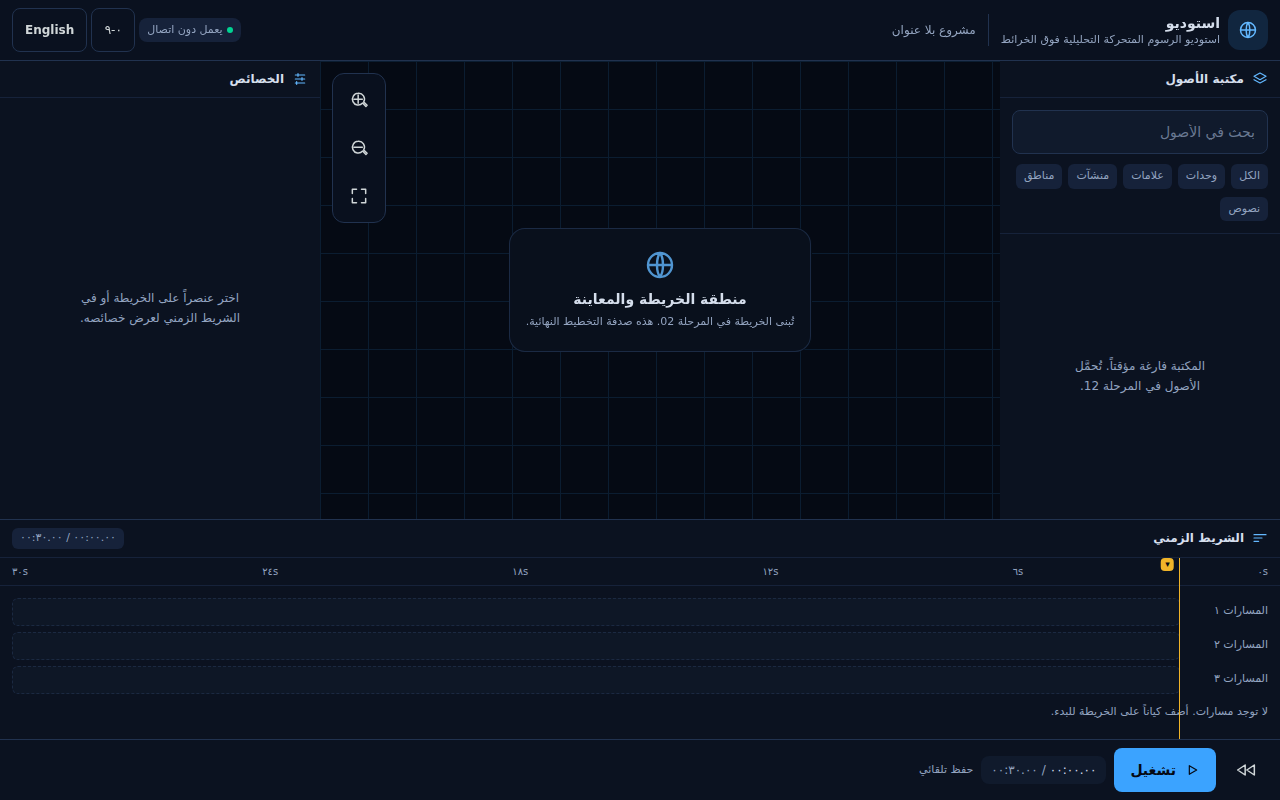 استوديو
استوديو الرسوم المتحركة التحليلية فوق الخرائط
مشروع بلا عنوان
يعمل دون اتصال
٠-٩
English
مكتبة الأصول
بحث في الأصول
الكل
وحدات
علامات
منشآت
مناطق
نصوص
المكتبة فارغة مؤقتاً. تُحمَّل
الأصول في المرحلة 12.
منطقة الخريطة والمعاينة
تُبنى الخريطة في المرحلة 02. هذه صدفة التخطيط النهائية.
الخصائص
اختر عنصراً على الخريطة أو في
الشريط الزمني لعرض خصائصه.
الشريط الزمني
٠٠:٠٠.٠٠ / ٠٠:٣٠.٠٠
٠s
٦s
١٢s
١٨s
٢٤s
٣٠s
المسارات ١
المسارات ٢
المسارات ٣
لا توجد مسارات. أضف كياناً على الخريطة للبدء.
تشغيل
٠٠:٠٠.٠٠ / ٠٠:٣٠.٠٠
حفظ تلقائي